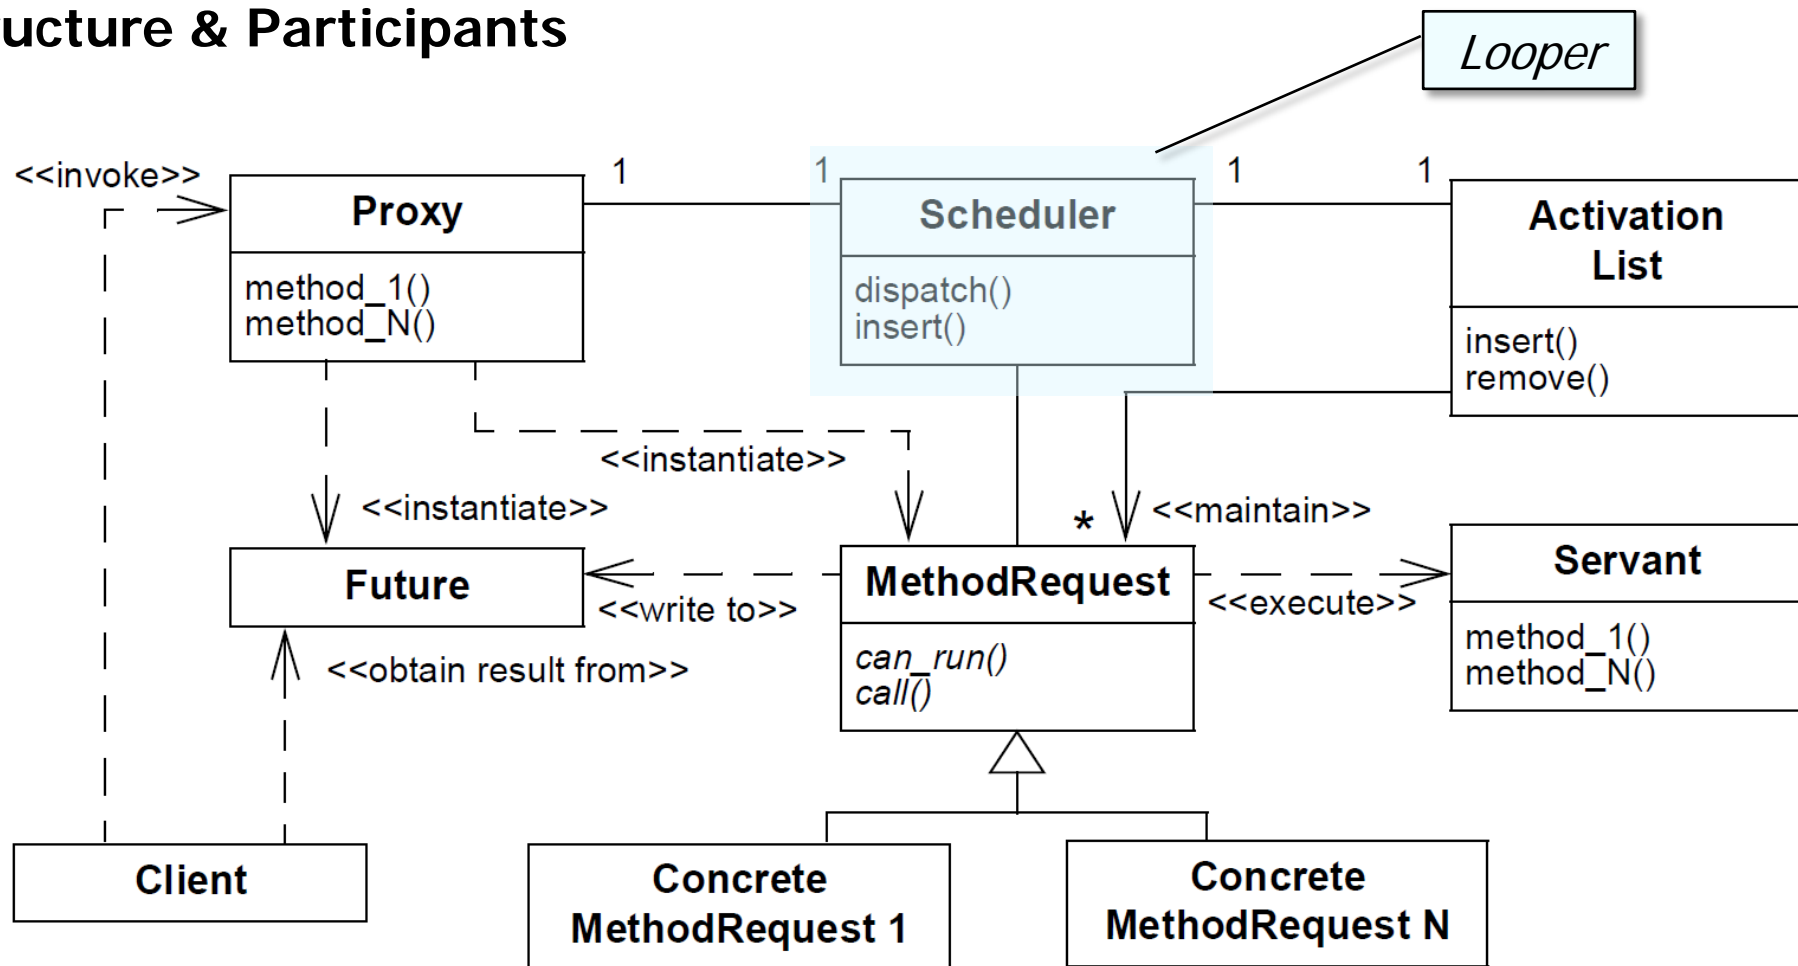 ucture & Participants
Looper
<<invoke>>
1
1
1
1
Proxy
method_1()
method_N()
Scheduler
dispatch()
insert()
Activation
List
insert()
remove()
<<instantiate>>
<<instantiate>>
*
<<maintain>>
Future
<<write to>>
MethodRequest
can_run()
call()
<<execute>>
Servant
method_1()
method_N()
<<obtain result from>>
Client
Concrete
MethodRequest 1
Concrete
MethodRequest N